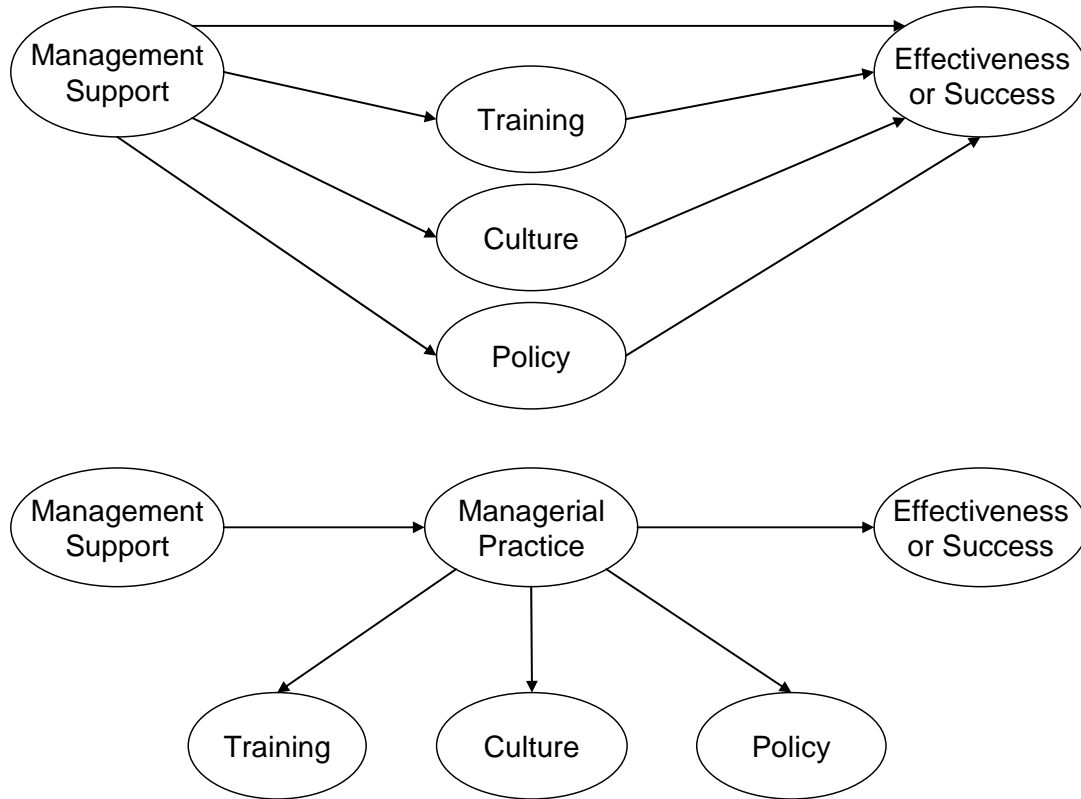 Management
Support
Effectiveness
or Success
Training
Culture
Policy
Management
Support
Managerial
Practice
Effectiveness
or Success
Training
Culture
Policy